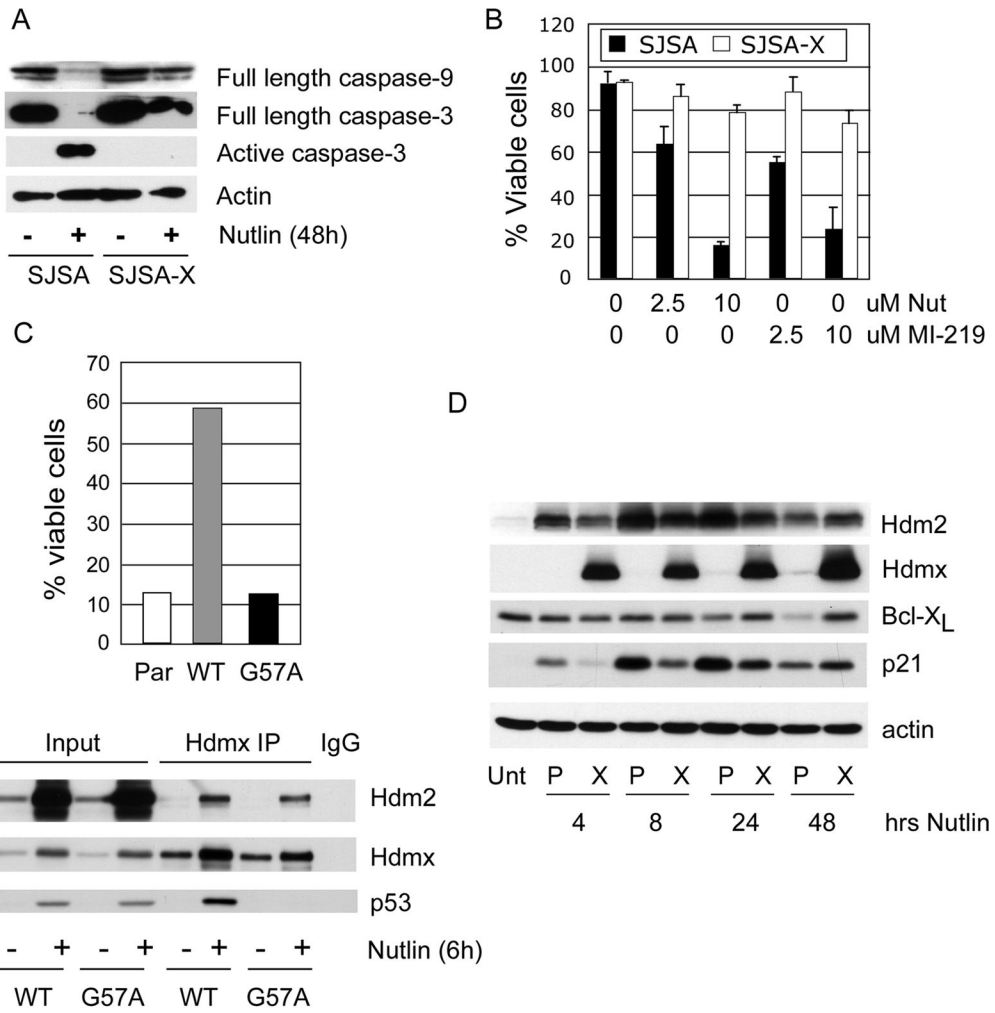 A
Full length caspase-9
Full length caspase-3
Active caspase-3
Actin
- + - + Nutlin (48h)
SJSA SJSA-X
B
120
100
80
60
40
20
0
% Viable cells
SJSA SJSA-X
0 2.5 10 0 0 uM Nut
0 0 0 2.5 10 uM MI-219
C
70
60
50
40
30
20
10
0
% viable cells
Par WT G57A
Input Hdmx IP IgG
Hdm2
Hdmx
p53
- + - + - + - + Nutlin (6h)
WT G57A WT G57A
D
Hdm2
Hdmx
Bcl-XL
p21
actin
Unt P X P X P X P X
4 8 24 48 hrs Nutlin